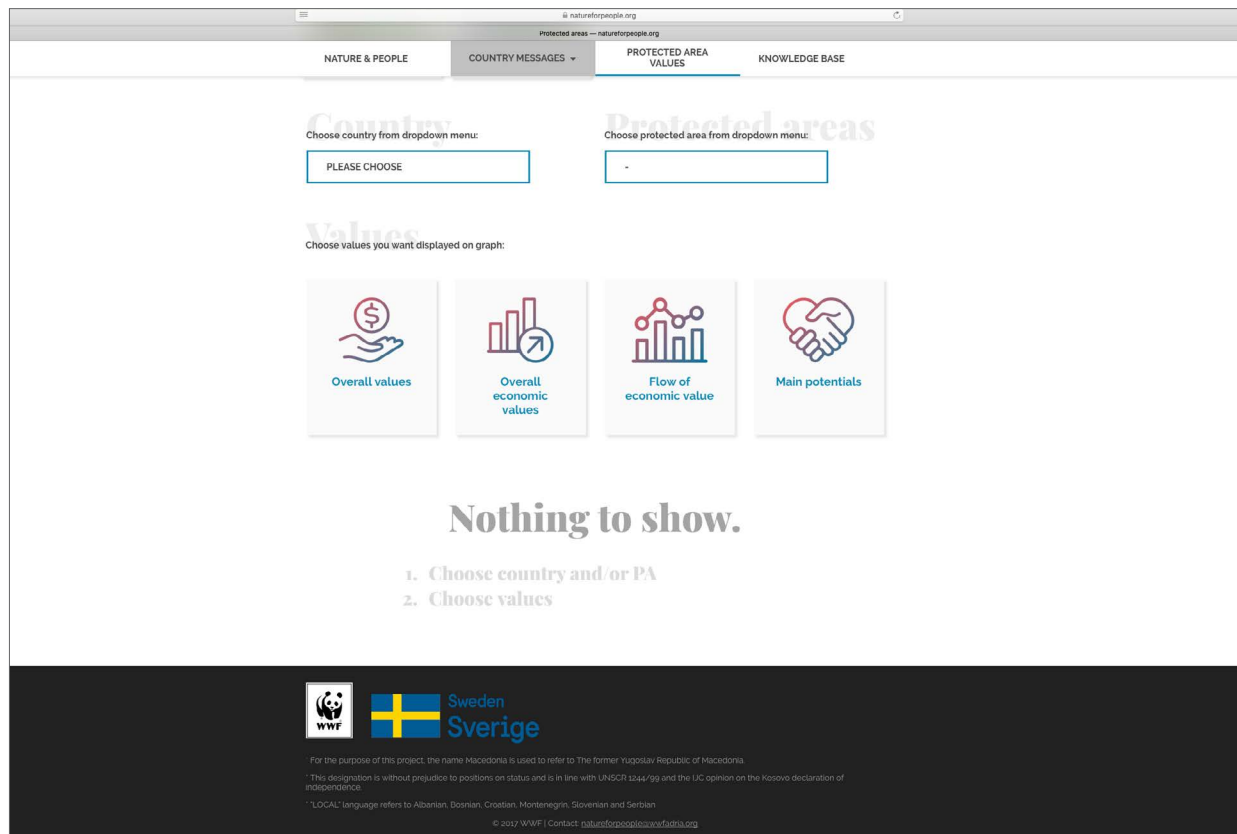 natureforpeople.org
Protected areas — natureforpeople.org
NATURE & PEOPLE
COUNTRY MESSAGES
PROTECTED AREA
VALUES
KNOWLEDGE BASE
Country
Choose country from dropdown menu:
PLEASE CHOOSE
Protected areas
Choose protected area from dropdown menu:
-
Values
Choose values you want displayed on graph:
Overall values
Overall
economic
values
Flow of
economic value
Main potentials
Nothing to show.
1. Choose country and/or PA
2. Choose values
WWF
Sweden
Sverige
For the purpose of this project, the name Macedonia is used to refer to The former Yugoslav Republic of Macedonia.
* This designation is without prejudice to positions on status and is in line with UNSCR 1244/99 and the IJC opinion on the Kosovo declaration of
independence.
* "LOCAL" language refers to Albanian, Bosnian, Croatian, Montenegrin, Slovenian and Serbian
© 2017 WWF | Contact: natureforpeople@wwfadria.org